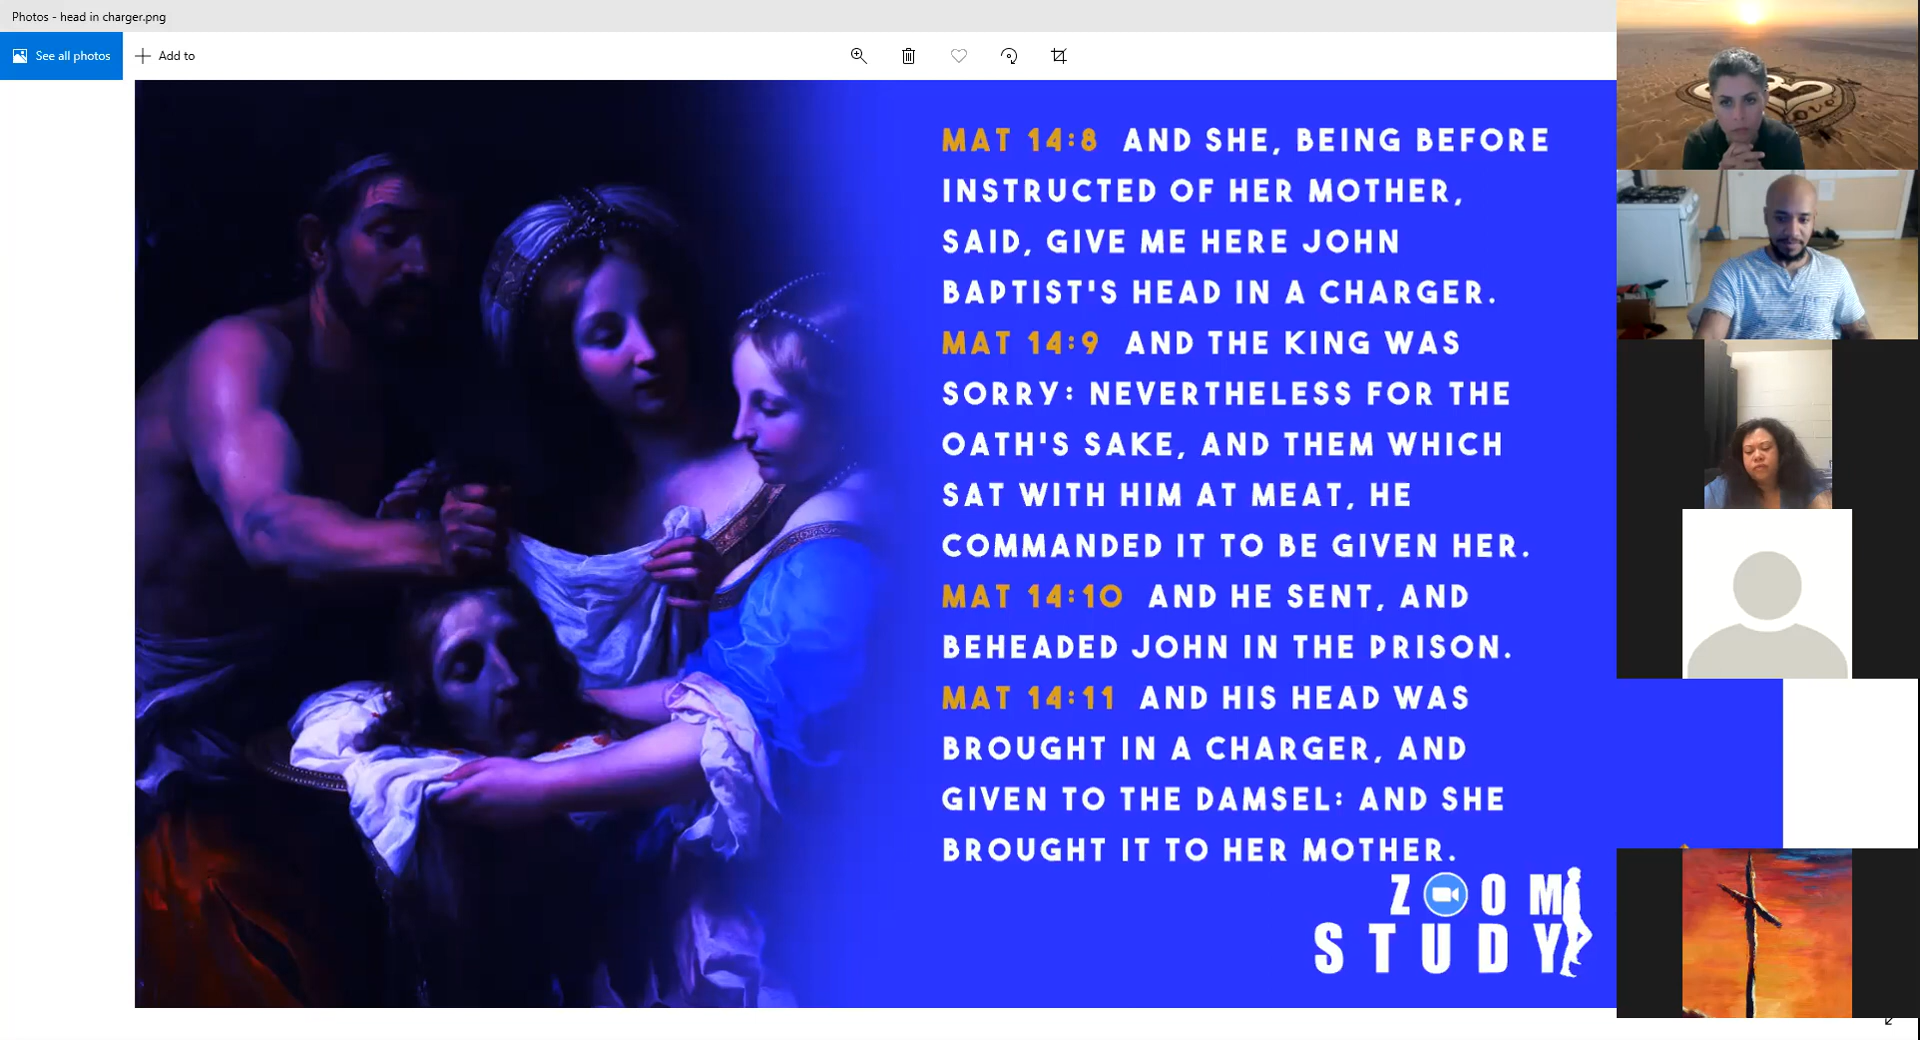 Photos - head in charger.png
See all photos
Add to
MAT 14:8 AND SHE, BEING BEFORE
INSTRUCTED OF HER MOTHER,
SAID, GIVE ME HERE JOHN
BAPTIST'S HEAD IN A CHARGER.
MAT 14:9 AND THE KING WAS
SORRY: NEVERTHELESS FOR THE
OATH'S SAKE, AND THEM WHICH
SAT WITH HIM AT MEAT, HE
COMMANDED IT TO BE GIVEN HER.
MAT 14:10 AND HE SENT, AND
BEHEADED JOHN IN THE PRISON.
MAT 14:11 AND HIS HEAD WAS
BROUGHT IN A CHARGER, AND
GIVEN TO THE DAMSEL: AND SHE
BROUGHT IT TO HER MOTHER.
ZOOM
STUDY